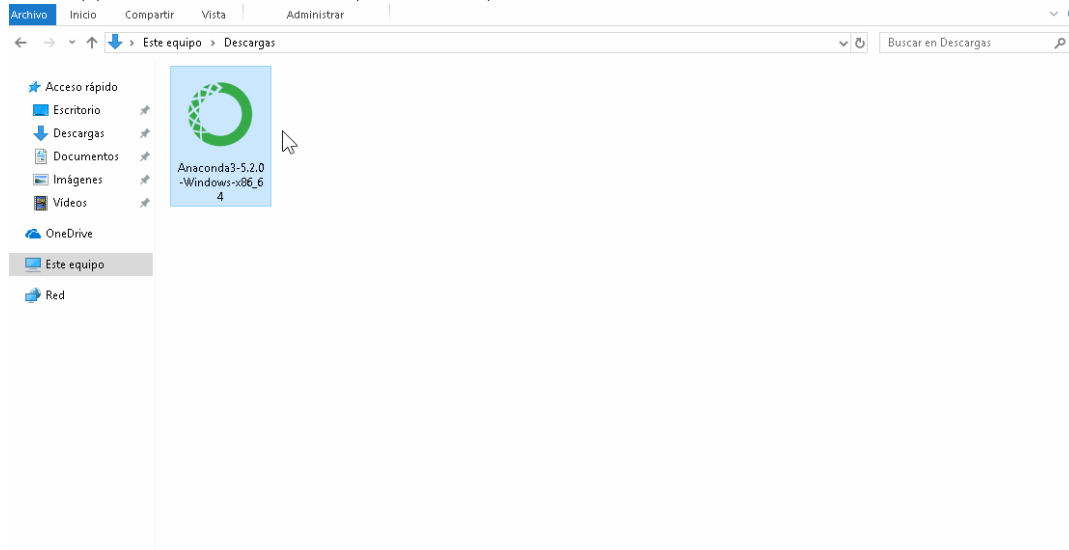 Archivo Inicio Compartir Vista Administrar
Este equipo > Descargas
Buscar en Descargas
Acceso rápido
Escritorio
Descargas
Documentos
Imágenes
Vídeos
OneDrive
Este equipo
Red
Anaconda3-5.2.0
-Windows-x86_6
4